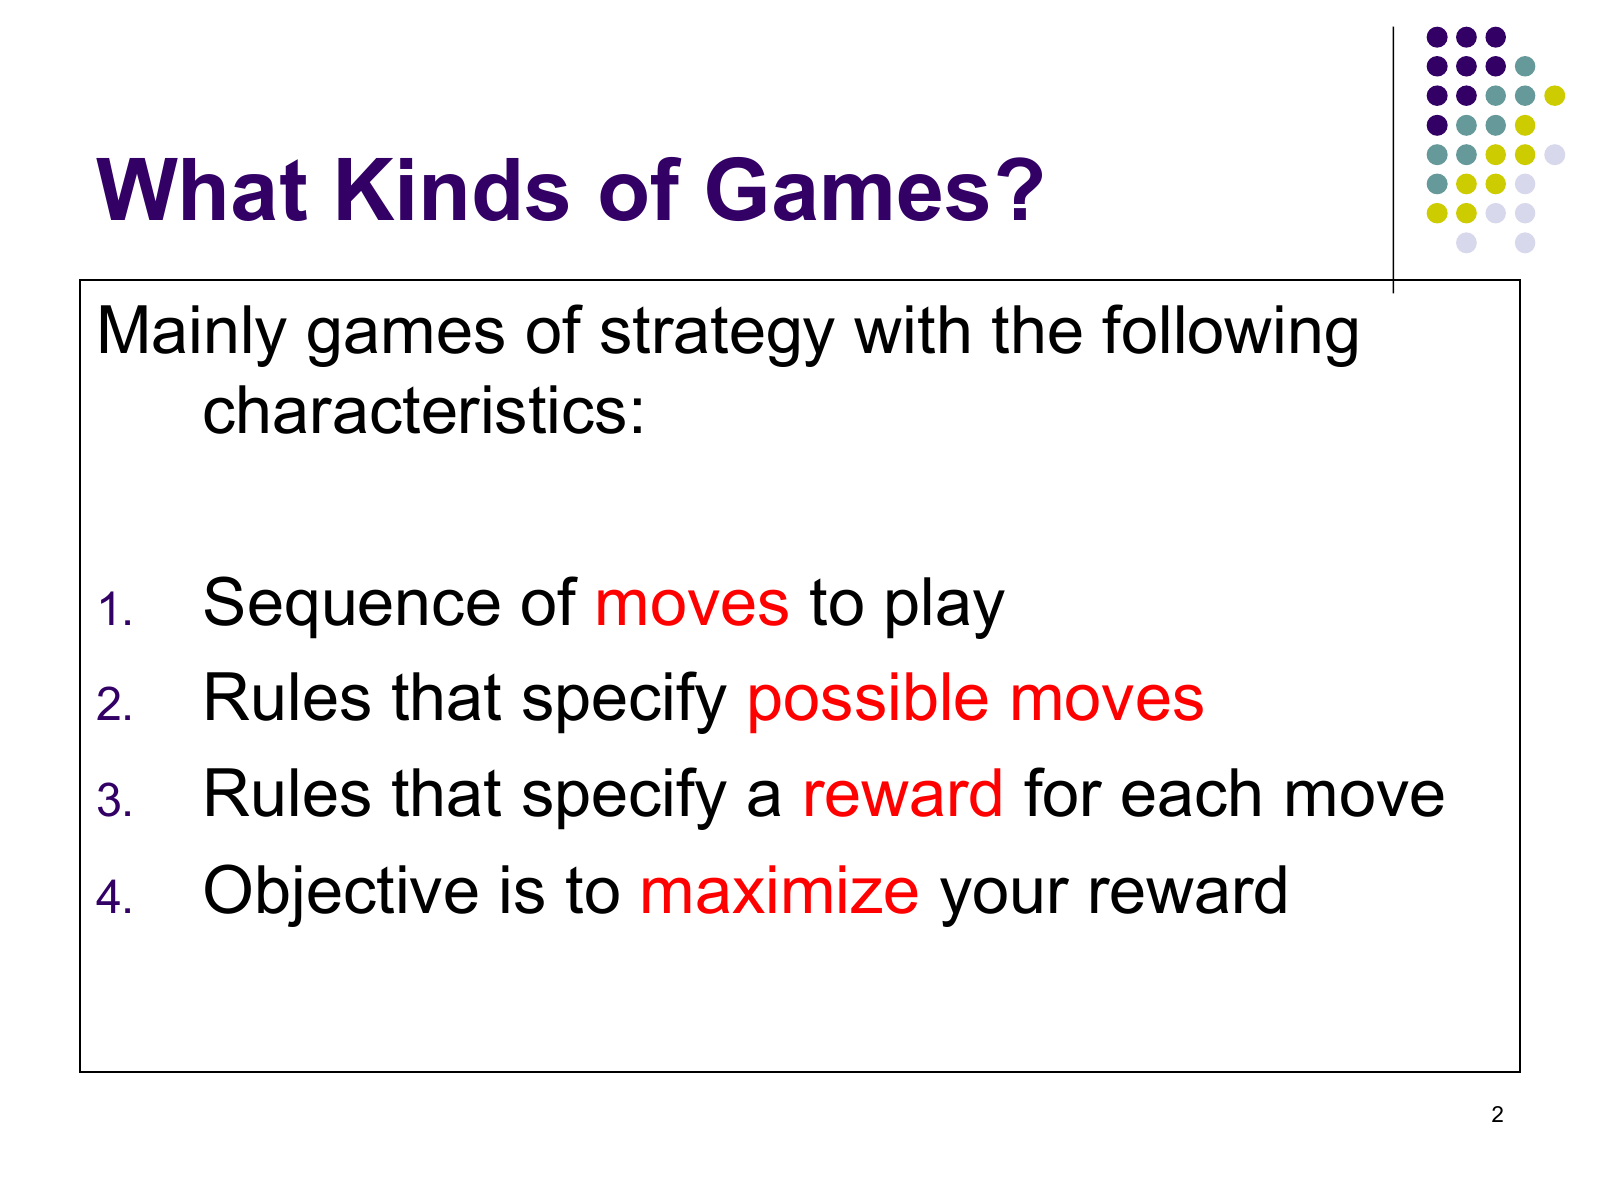 What Kinds of Games?
Mainly games of strategy with the following
characteristics:
1. Sequence of moves to play
2. Rules that specify possible moves
3. Rules that specify a reward for each move
4. Objective is to maximize your reward
2